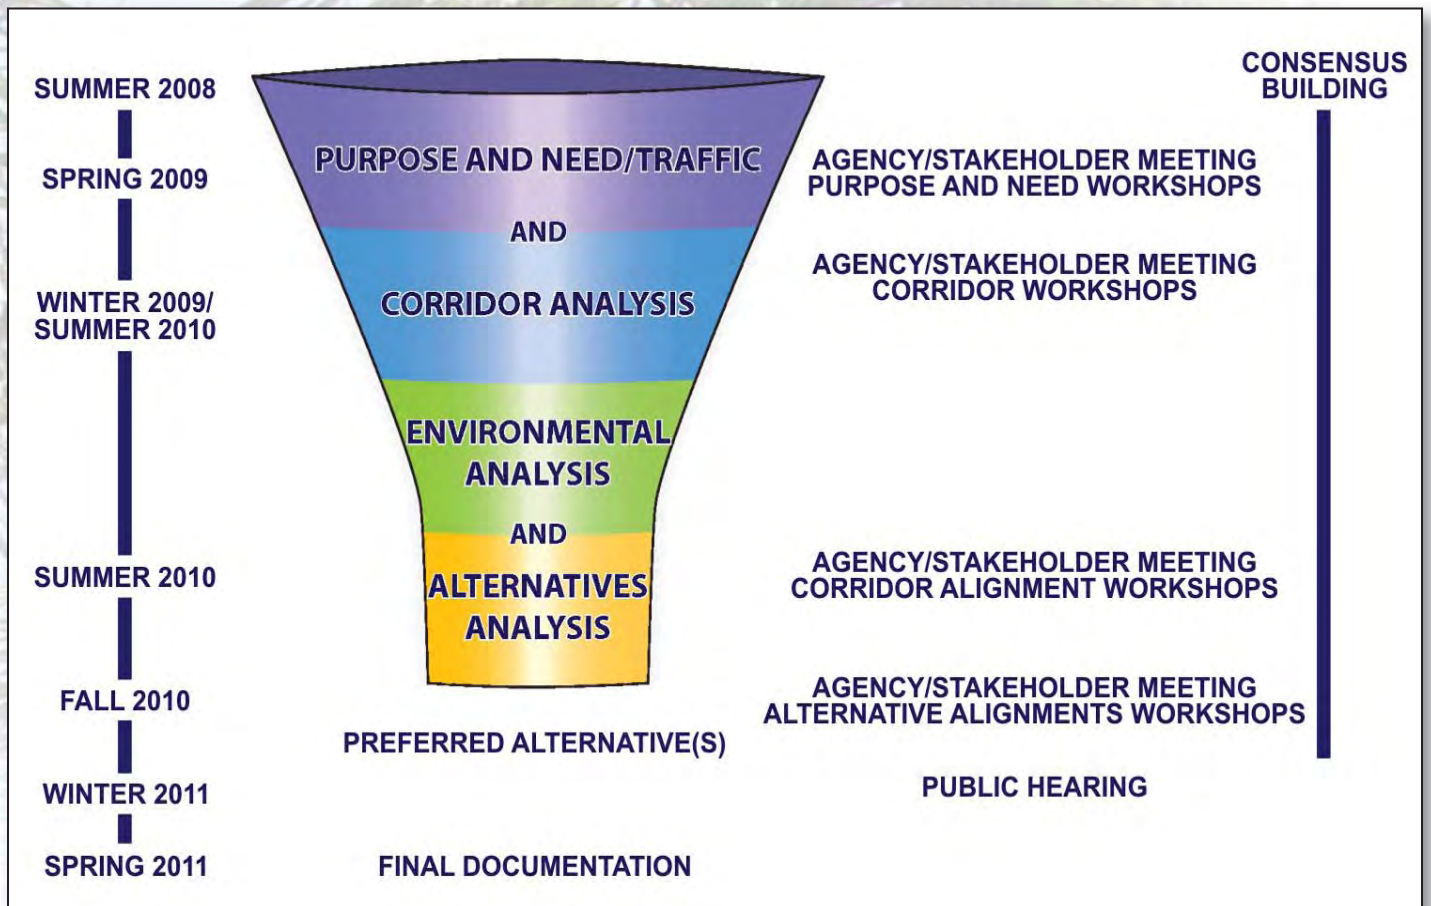 SUMMER 2008
SPRING 2009
WINTER 2009/
SUMMER 2010
SUMMER 2010
FALL 2010
WINTER 2011
SPRING 2011
PURPOSE AND NEED/TRAFFIC
AND
CORRIDOR ANALYSIS
ENVIRONMENTAL
ANALYSIS
AND
ALTERNATIVES
ANALYSIS
PREFERRED ALTERNATIVE(S)
FINAL DOCUMENTATION
AGENCY/STAKEHOLDER MEETING
PURPOSE AND NEED WORKSHOPS
AGENCY/STAKEHOLDER MEETING
CORRIDOR WORKSHOPS
AGENCY/STAKEHOLDER MEETING
CORRIDOR ALIGNMENT WORKSHOPS
AGENCY/STAKEHOLDER MEETING
ALTERNATIVE ALIGNMENTS WORKSHOPS
PUBLIC HEARING
CONSENSUS
BUILDING